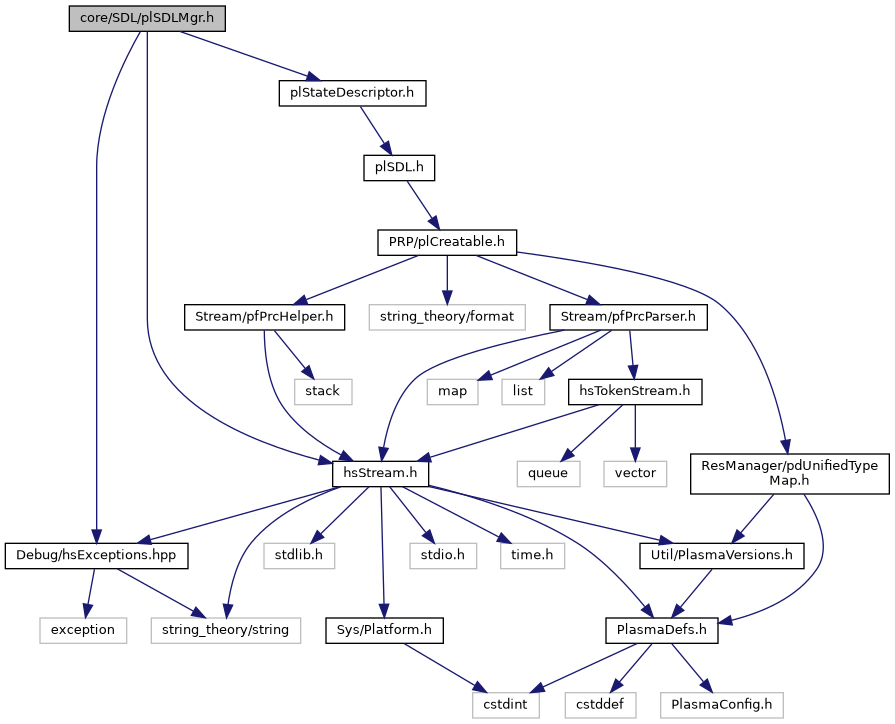 core/SDL/plSDLMgr.h
plStateDescriptor.h
plSDL.h
PRP/plCreatable.h
Stream/pfPrcHelper.h
string_theory/format
Stream/pfPrcParser.h
stack
map
list
hsTokenStream.h
hsStream.h
queue
vector
ResManager/pdUnifiedType
Map.h
Debug/hsExceptions.hpp
stdlib.h
stdio.h
time.h
Util/PlasmaVersions.h
exception
string_theory/string
Sys/Platform.h
PlasmaDefs.h
cstdint
cstddef
PlasmaConfig.h